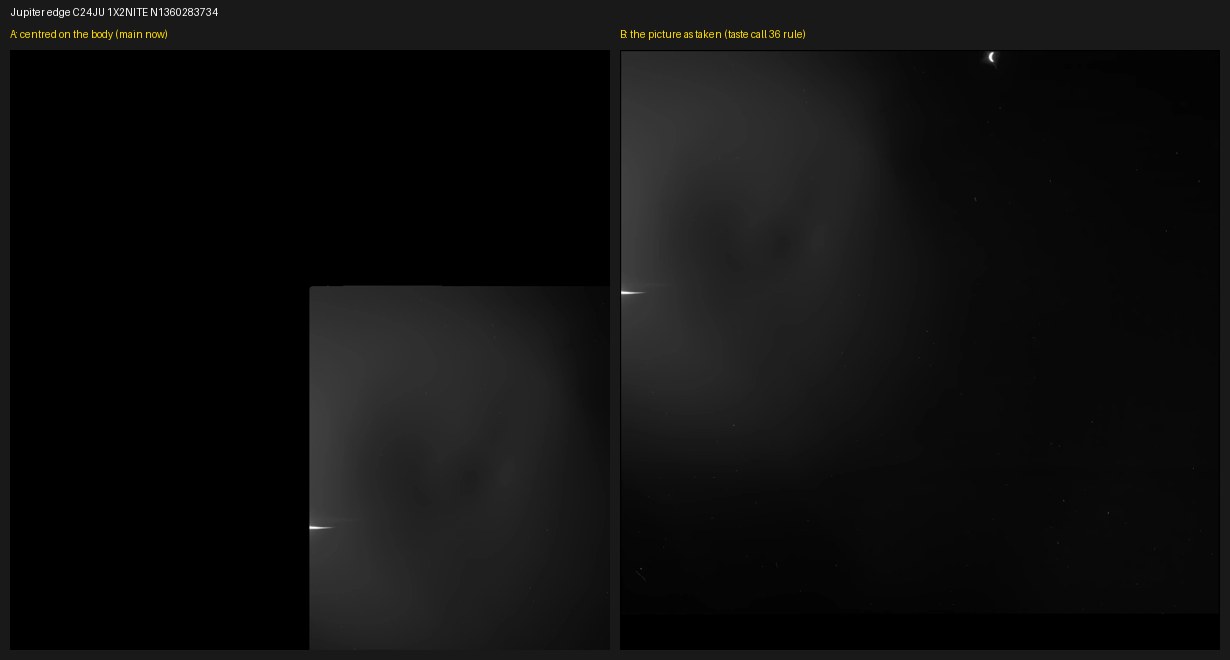 Jupiter edge C24JU 1X2NITE N1360283734
A: centred on the body (main now)
B: the picture as taken (taste call 36 rule)